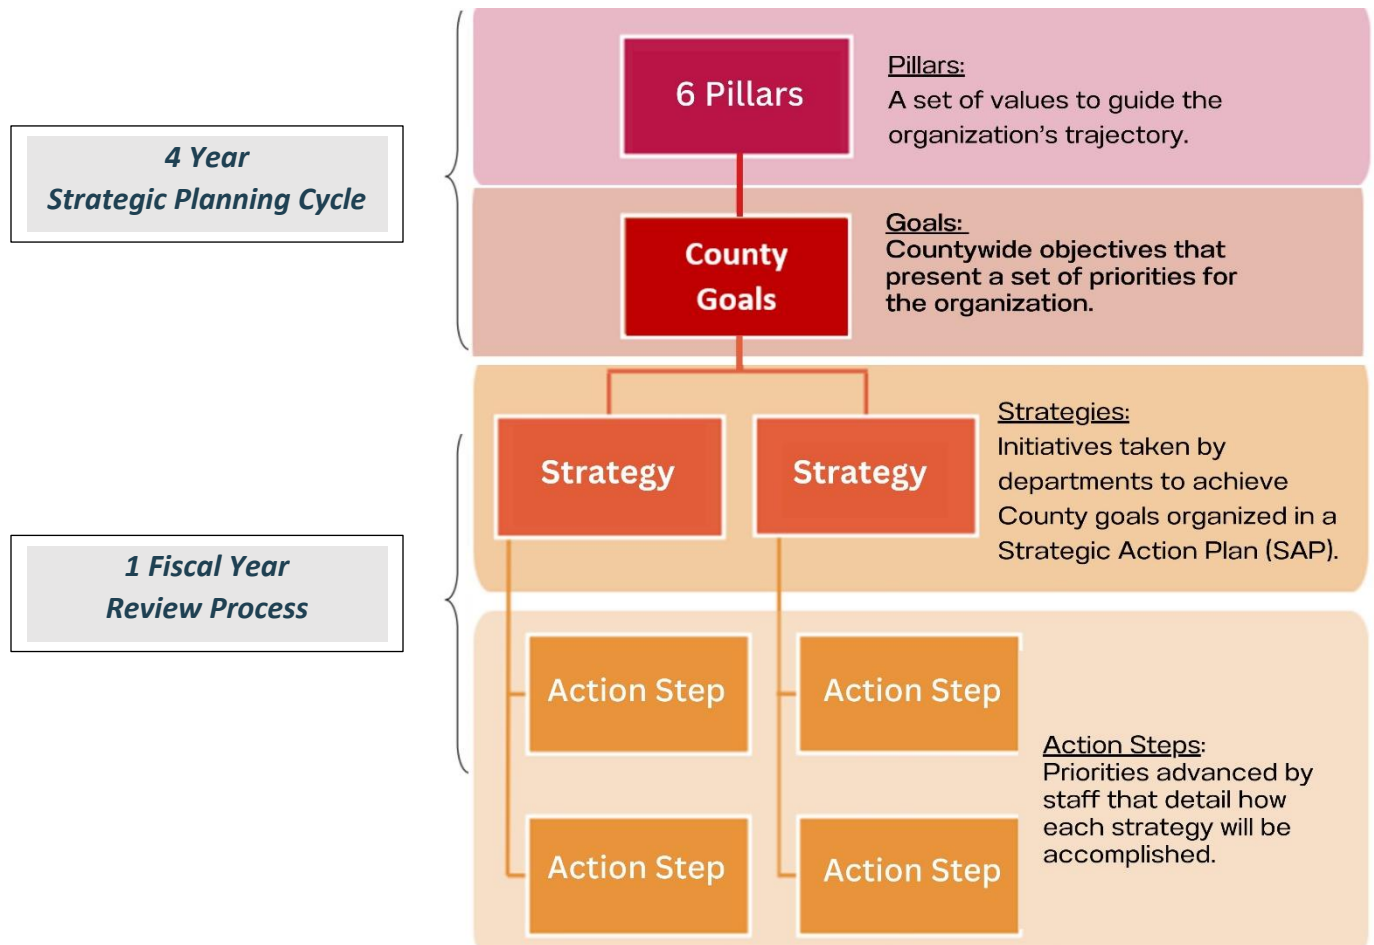 6 Pillars
Pillars:
A set of values to guide the
organization's trajectory.
4 Year
Strategic Planning Cycle
County
Goals
Goals:
Countywide objectives that
present a set of priorities for
the organization.
Strategy
Strategy
Strategies:
Initiatives taken by
departments to achieve
County goals organized in a
Strategic Action Plan (SAP).
1 Fiscal Year
Review Process
Action Step
Action Step
Action Step
Action Step
Action Steps:
Priorities advanced by
staff that detail how
each strategy will be
accomplished.